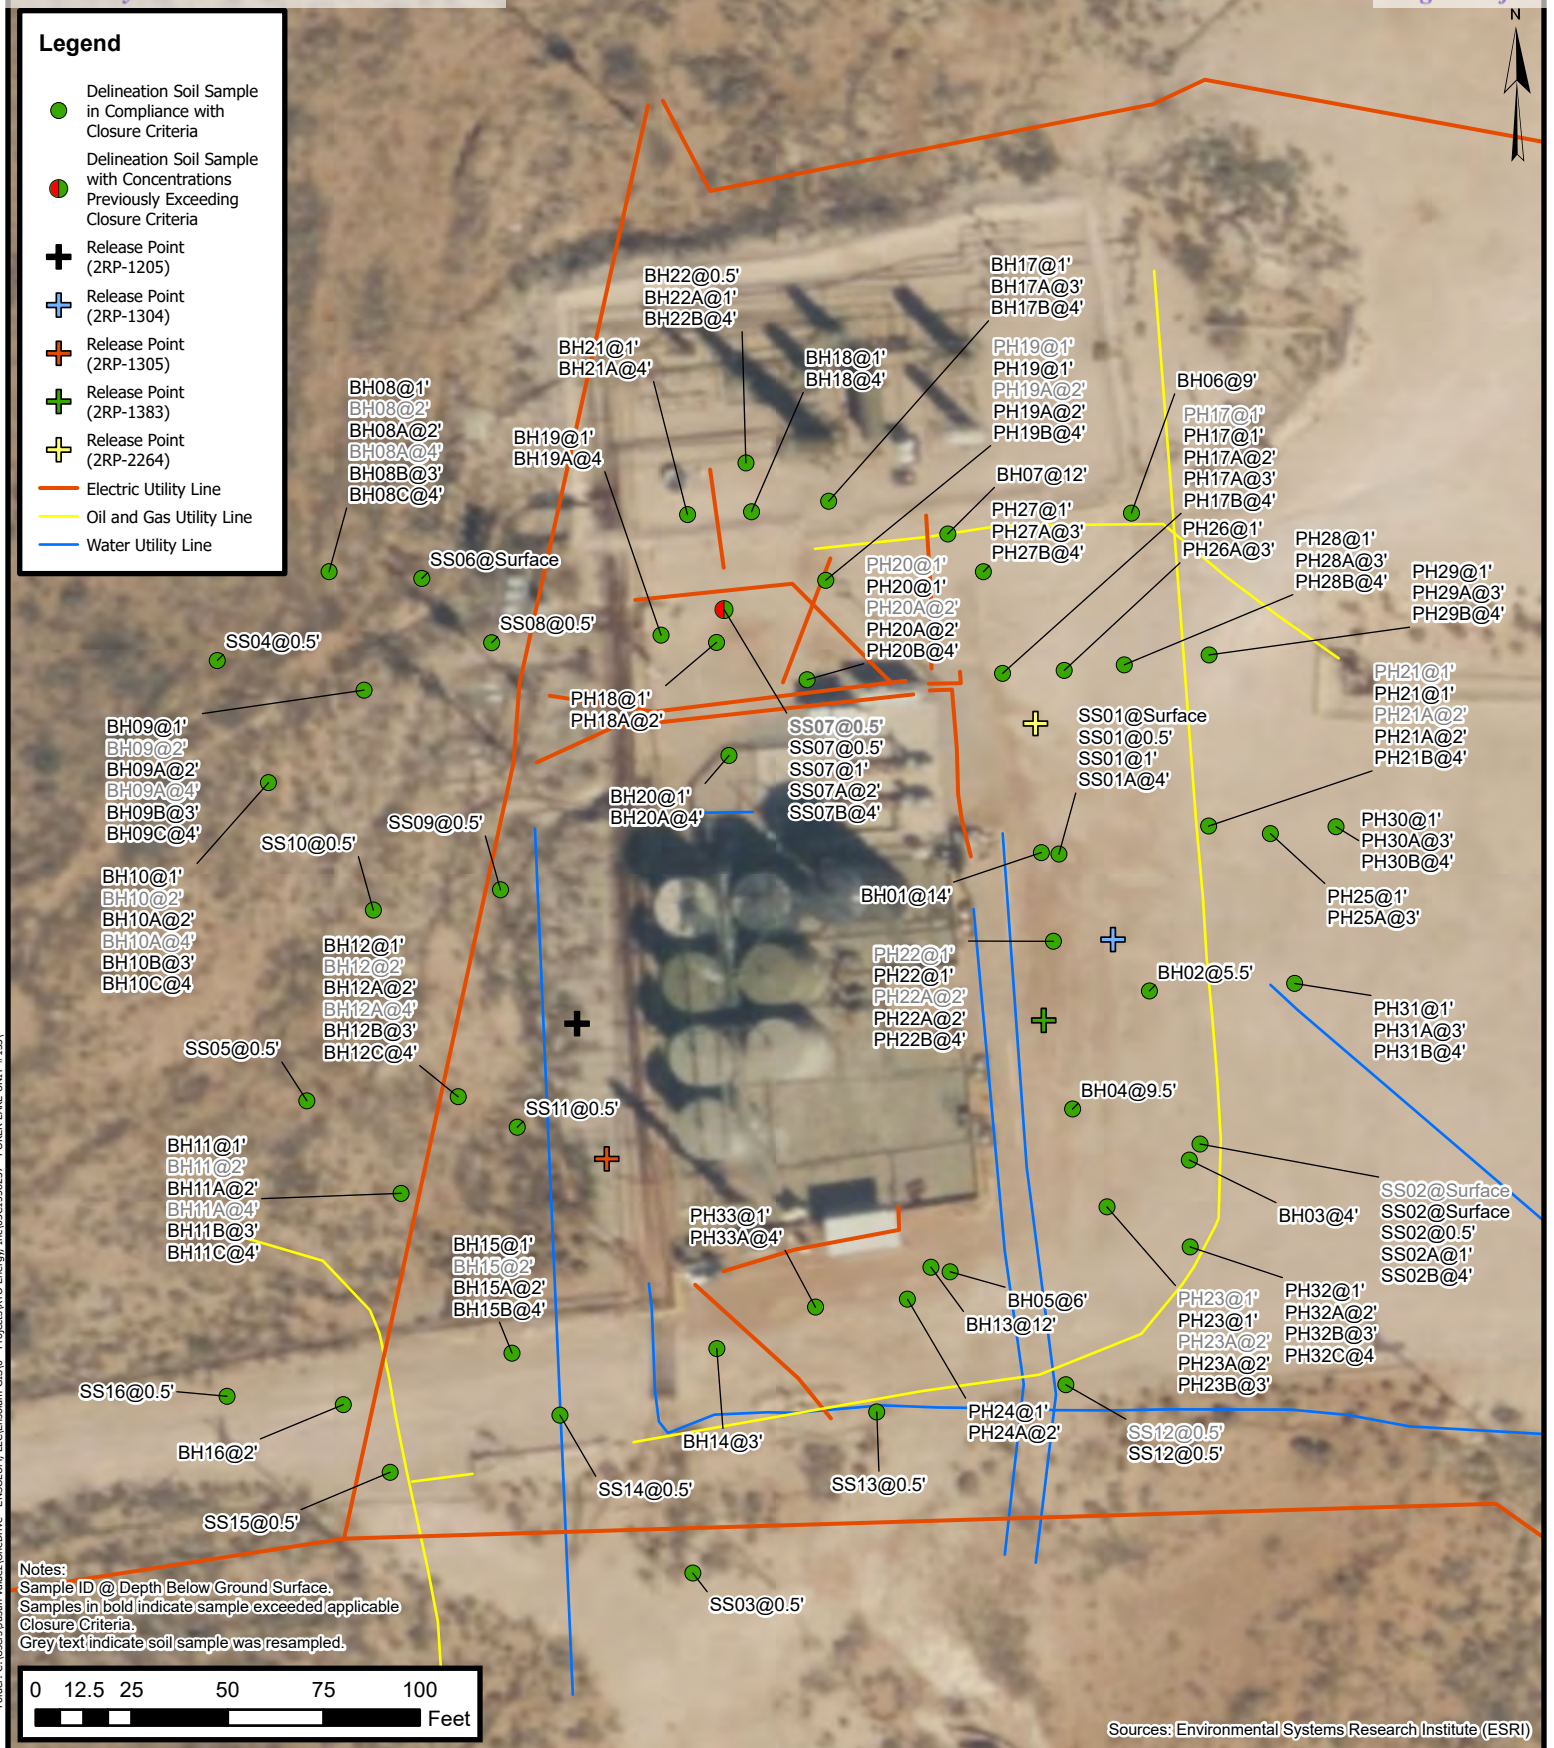 Legend
Delineation Soil Sample
in Compliance with
Closure Criteria
Delineation Soil Sample
with Concentrations
Previously Exceeding
Closure Criteria
Release Point
(2RP-1205)
Release Point
(2RP-1304)
Release Point
(2RP-1305)
Release Point
(2RP-1383)
Release Point
(2RP-2264)
Electric Utility Line
Oil and Gas Utility Line
Water Utility Line
N
BH22@0.5'
BH22A@1'
BH22B@4'
BH17@1'
BH17A@3'
BH17B@4'
BH21@1'
BH21A@4'
BH18@1'
BH18@4'
PH19@1'
PH19@1'
PH19A@2'
PH19A@2'
PH19B@4'
BH06@9'
BH08@1'
BH08@2'
BH08A@2'
BH08A@4'
BH08B@3'
BH08C@4'
BH19@1'
BH19A@4
PH17@1'
PH17@1'
PH17A@2'
PH17A@3'
PH17B@4'
BH07@12'
PH27@1'
PH27A@3'
PH27B@4'
PH26@1'
PH26A@3'
PH28@1'
PH28A@3'
PH28B@4'
PH29@1'
PH29A@3'
PH29B@4'
SS06@Surface
PH20@1'
PH20@1'
PH20A@2'
PH20A@2'
PH20B@4'
SS08@0.5'
SS04@0.5'
PH18@1'
PH18A@2'
PH21@1'
PH21@1'
PH21A@2'
PH21A@2'
PH21B@4'
BH09@1'
BH09@2'
BH09A@2'
BH09A@4'
BH09B@3'
BH09C@4'
SS07@0.5'
SS07@0.5'
SS07@1'
SS07A@2'
SS07B@4'
SS01@Surface
SS01@0.5'
SS01@1'
SS01A@4'
BH20@1'
BH20A@4'
SS09@0.5'
SS10@0.5'
PH30@1'
PH30A@3'
PH30B@4'
BH10@1'
BH10@2'
BH10A@2'
BH10A@4'
BH10B@3'
BH10C@4
BH01@14'
PH25@1'
PH25A@3'
BH12@1'
BH12@2'
BH12A@2'
BH12A@4'
BH12B@3'
BH12C@4'
PH22@1'
PH22@1'
PH22A@2'
PH22A@2'
PH22B@4'
BH02@5.5'
PH31@1'
PH31A@3'
PH31B@4'
SS05@0.5'
BH04@9.5'
SS11@0.5'
BH11@1'
BH11@2'
BH11A@2'
BH11A@4'
BH11B@3'
BH11C@4'
SS02@Surface
SS02@Surface
SS02@0.5'
SS02A@1'
SS02B@4'
BH03@4'
PH33@1'
PH33A@4'
BH15@1'
BH15@2'
BH15A@2'
BH15B@4'
BH05@6'
BH13@12'
PH23@1'
PH23@1'
PH23A@2'
PH23A@2'
PH23B@3'
PH32@1'
PH32A@2'
PH32B@3'
PH32C@4
SS16@0.5'
BH16@2'
BH14@3'
PH24@1'
PH24A@2'
SS12@0.5'
SS12@0.5'
SS14@0.5'
SS13@0.5'
SS15@0.5'
SS03@0.5'
Notes:
Sample ID @ Depth Below Ground Surface.
Samples in bold indicate sample exceeded applicable
Closure Criteria.
Grey text indicate soil sample was resampled.
0 12.5 25 50 75 100
Feet
Sources: Environmental Systems Research Institute (ESRI)